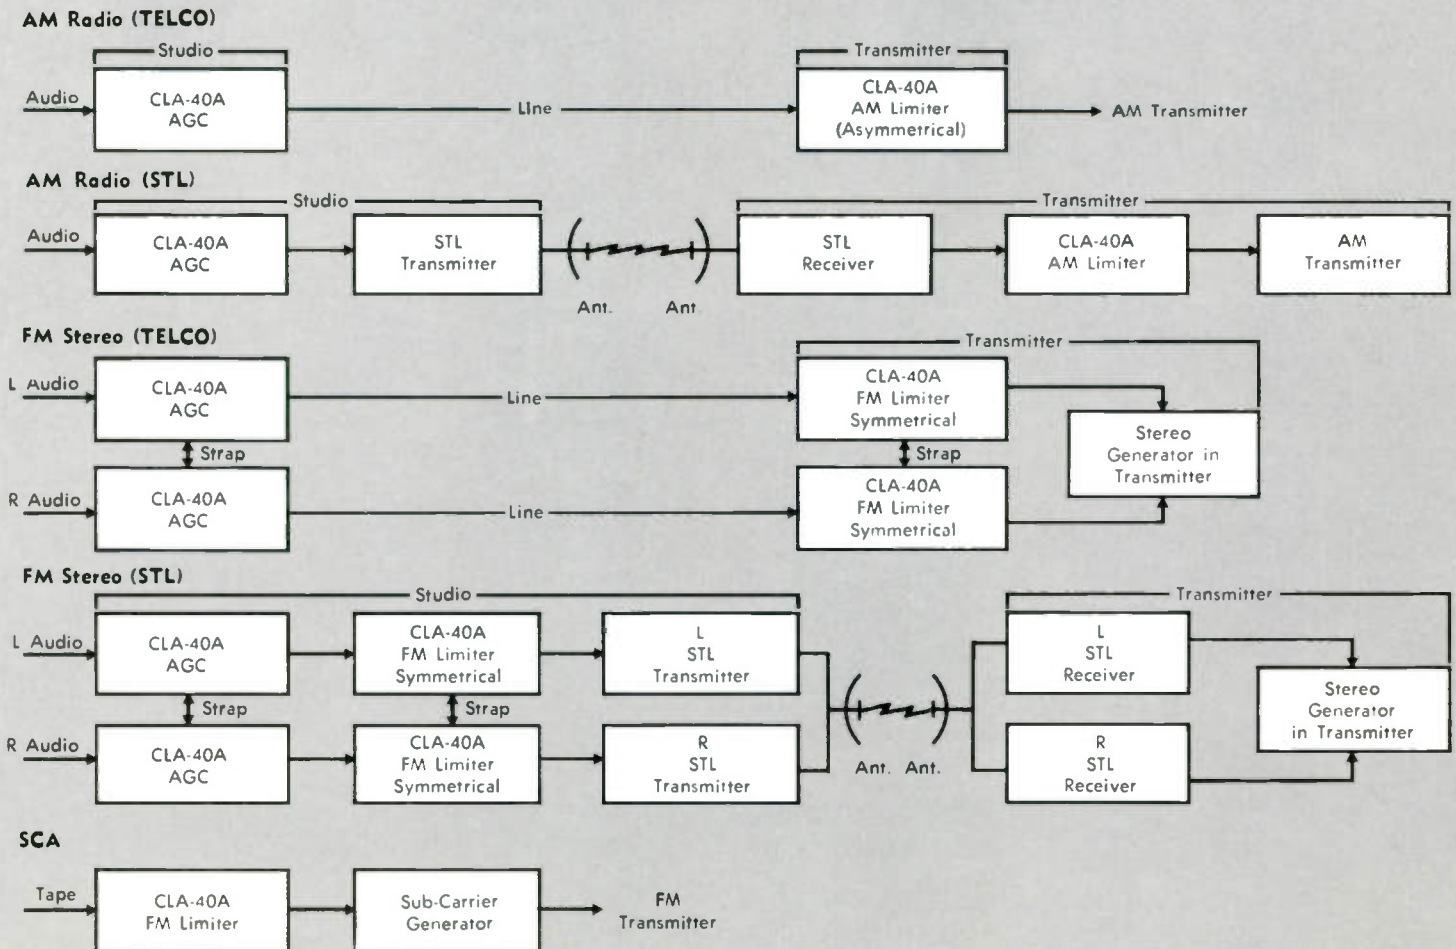 AM Radio (TELCO)
Studio
Transmitter
Audio
CLA-40A
AGC
Line
CLA-40A
AM Limiter
(Asymmetrical)
AM Transmitter
AM Radio (STL)
Studio
Transmitter
Audio
CLA-40A
AGC
STL
Transmitter
Ant.
Ant.
STL
Receiver
CLA-40A
AM Limiter
AM
Transmitter
FM Stereo (TELCO)
Transmitter
L Audio
CLA-40A
AGC
Line
CLA-40A
FM Limiter
Symmetrical
Strap
Strap
Stereo
Generator in
Transmitter
R Audio
CLA-40A
AGC
Line
CLA-40A
FM Limiter
Symmetrical
FM Stereo (STL)
Studio
Transmitter
L Audio
CLA-40A
AGC
CLA-40A
FM Limiter
Symmetrical
L
STL
Transmitter
L
STL
Receiver
Strap
Strap
Stereo
Generator
in Transmitter
R Audio
CLA-40A
AGC
CLA-40A
FM Limiter
Symmetrical
R
STL
Transmitter
Ant.
Ant.
R
STL
Receiver
SCA
Tape
CLA-40A
FM Limiter
Sub-Carrier
Generator
FM
Transmitter